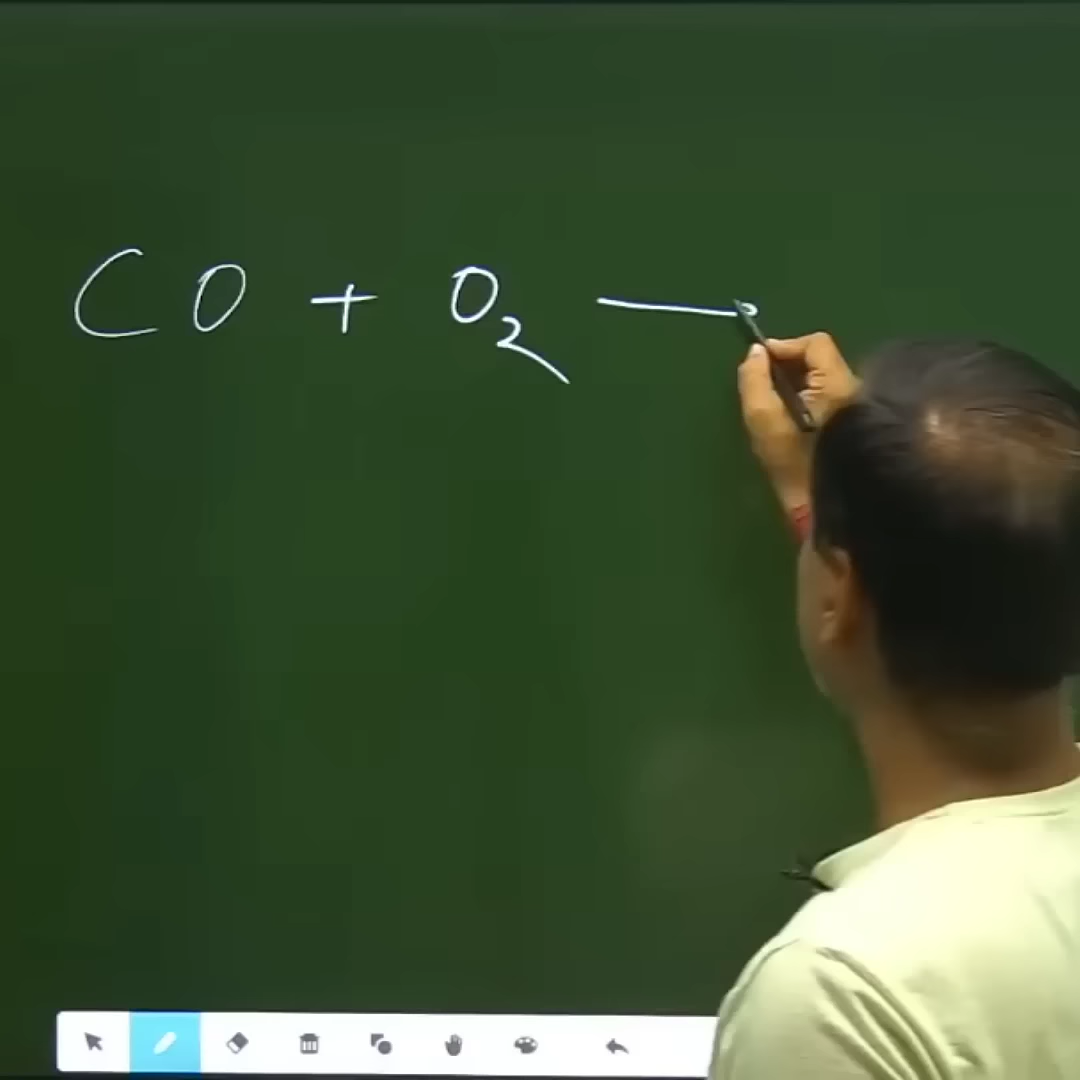 CO + O₂ →